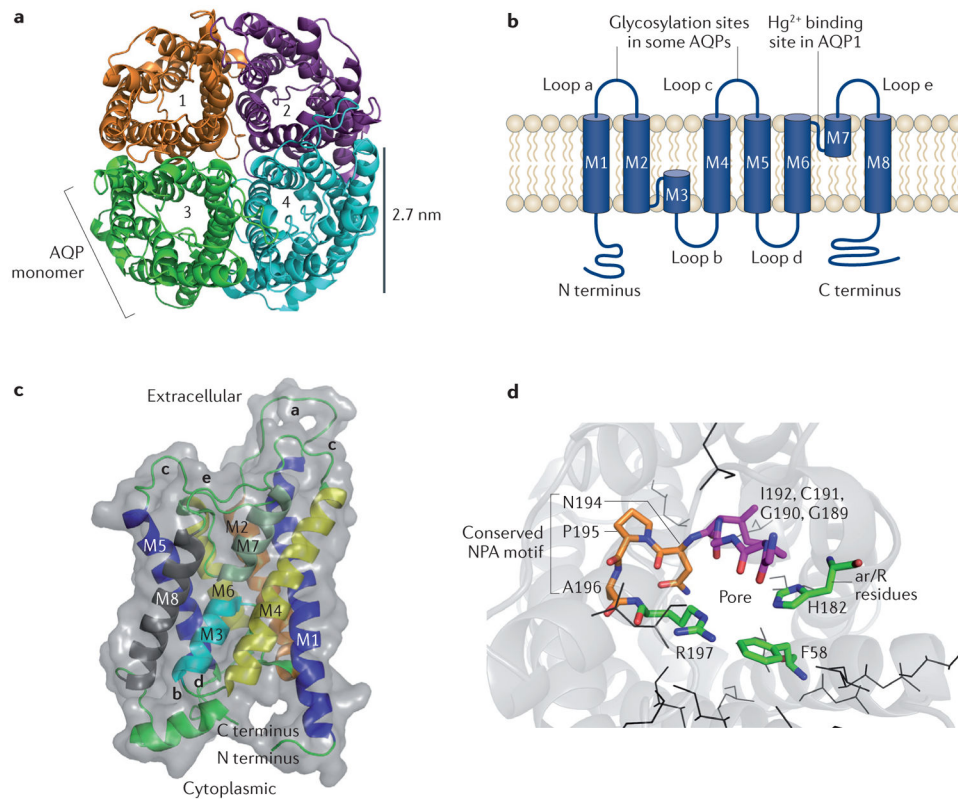 a
1
2
3
4
2.7 nm
AQP
monomer
b
Glycosylation sites
in some AQPs
Hg²⁺ binding
site in AQP1
Loop a
Loop c
Loop e
M1
M2
M3
M4
M5
M6
M7
M8
Loop b
Loop d
N terminus
C terminus
c
Extracellular
a
c
c
e
M2
M5
M7
M6
M8
M4
M3
M1
d
b
C terminus
N terminus
Cytoplasmic
d
N194
I192, C191,
G190, G189
Conserved
NPA motif
P195
A196
Pore
ar/R
residues
H182
R197
F58